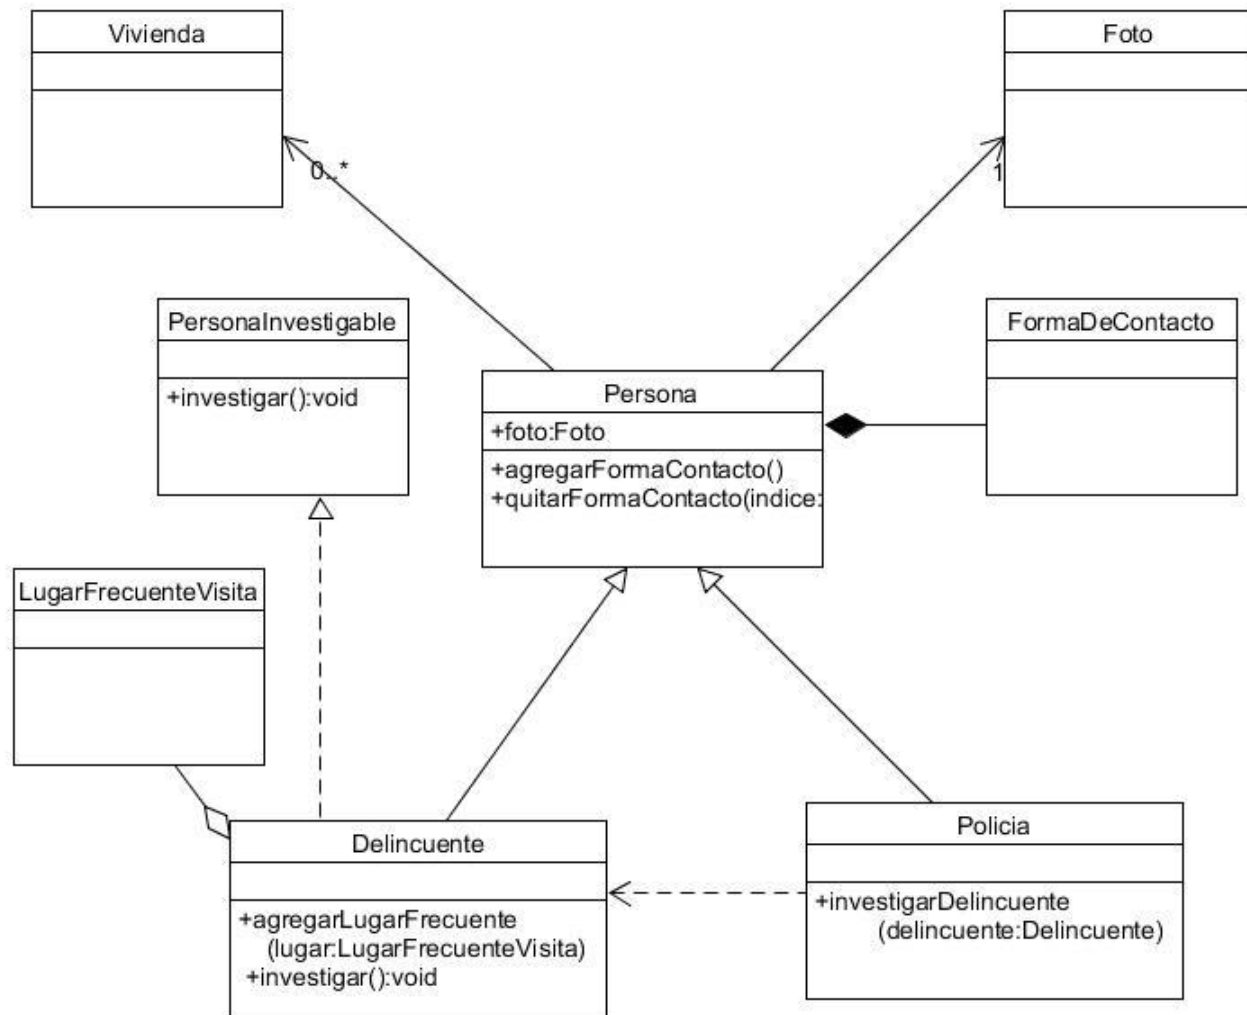 Vivienda
Foto
0..*
1
PersonaInvestigable
+investigar():void
FormaDeContacto
Persona
+foto:Foto
+agregarFormaContacto()
+quitarFormaContacto(indice:
LugarFrecuenteVisita
Delincuente
+agregarLugarFrecuente
(lugar:LugarFrecuenteVisita)
+investigar():void
Policia
+investigarDelincuente
(delincuente:Delincuente)